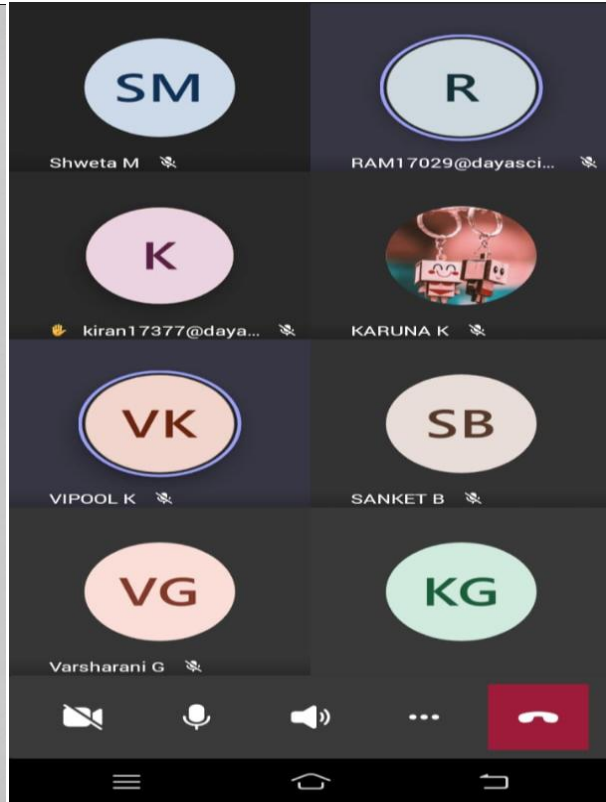 SM R
Shweta M RAM17029@dayasci...
K
kiran17377@daya... KARUNA K
VK SB
VIPOOL K SANKET B
VG KG
Varsharani G